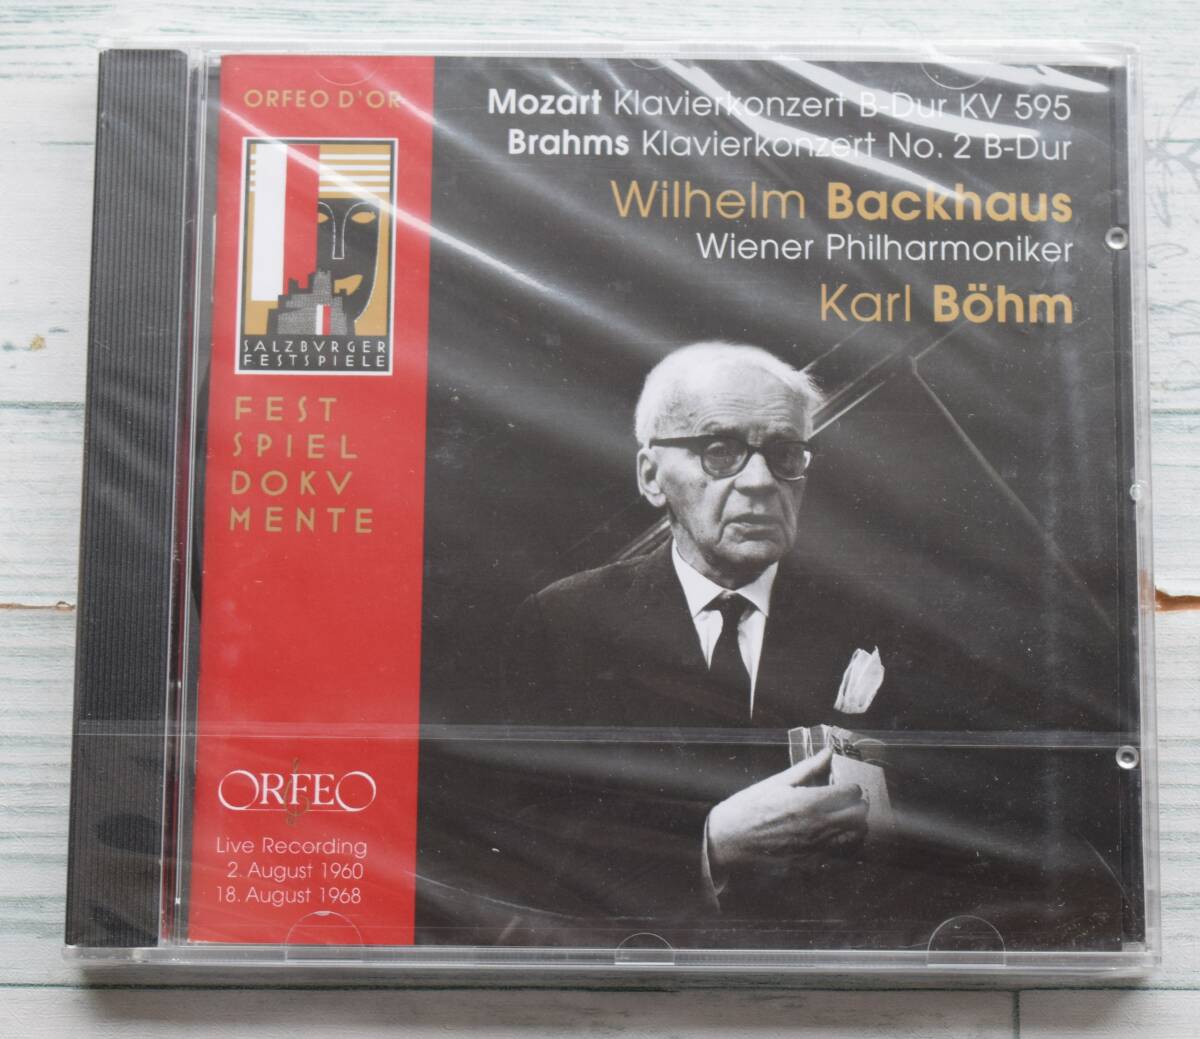 ORFEO D'OR
SALZBVRGER
FESTSPIELE
FEST
SPIEL
DOKV
MENTE
ORFEO
Live Recording
2. August 1960
18. August 1968
Mozart Klavierkonzert B-Dur KV 595
Brahms Klavierkonzert No. 2 B-Dur
Wilhelm Backhaus
Wiener Philharmoniker
Karl Böhm